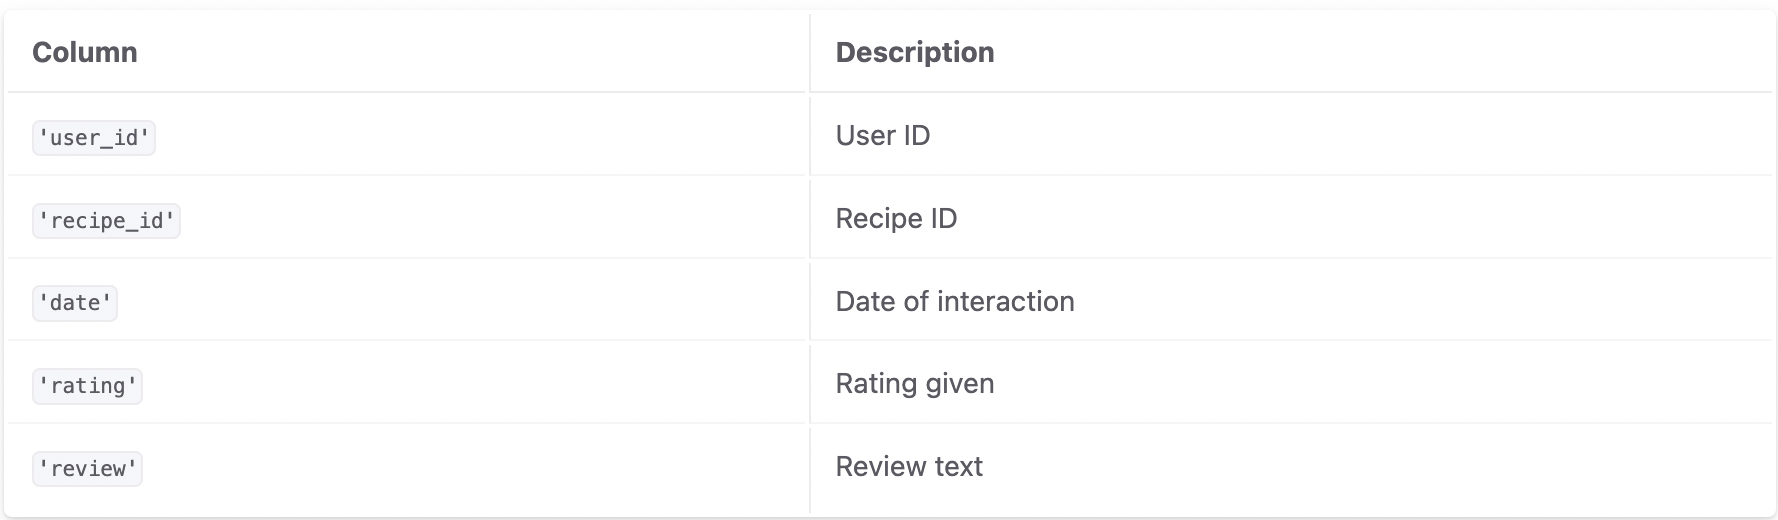 Column Description
'user_id' User ID
'recipe_id' Recipe ID
'date' Date of interaction
'rating' Rating given
'review' Review text